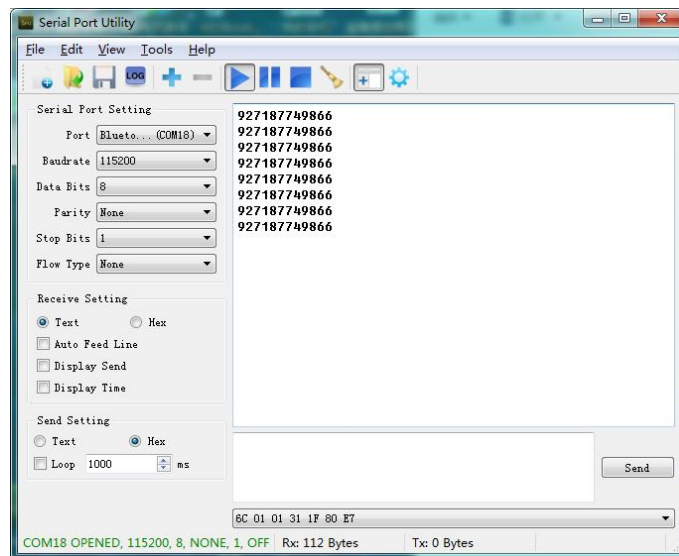 Serial Port Utility
File Edit View Tools Help
LOG
Serial Port Setting
Port Blueto... (COM18)
Baudrate 115200
Data Bits 8
Parity None
Stop Bits 1
Flow Type None
Receive Setting
Text Hex
Auto Feed Line
Display Send
Display Time
Send Setting
Text Hex
Loop 1000 ms
927187749866
927187749866
927187749866
927187749866
927187749866
927187749866
927187749866
927187749866
Send
6C 01 01 31 1F 80 E7
COM18 OPENED, 115200, 8, NONE, 1, OFF Rx: 112 Bytes Tx: 0 Bytes